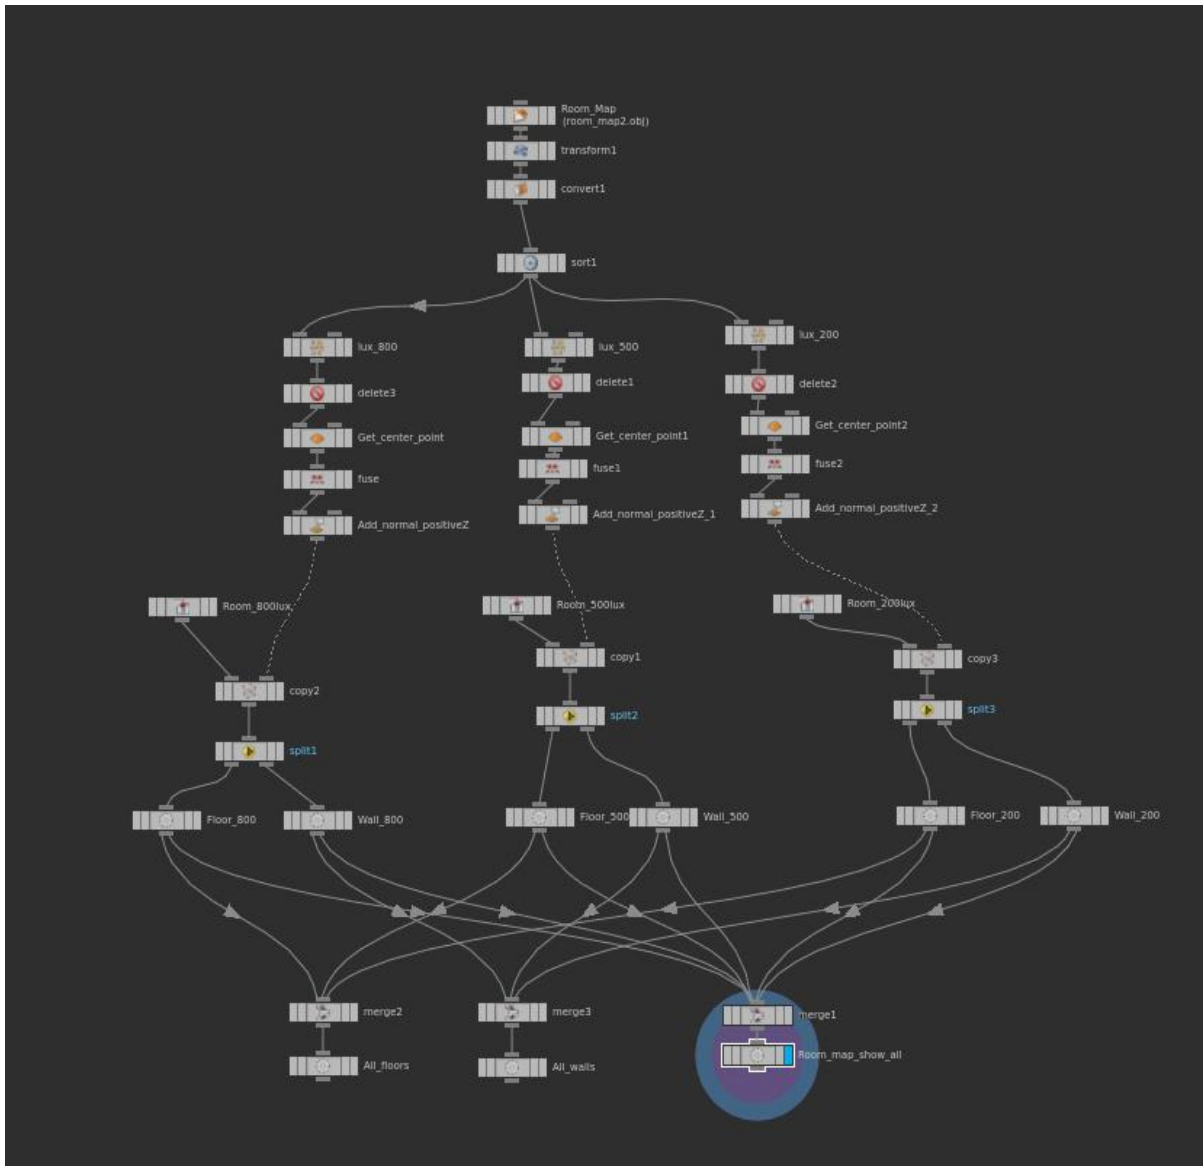 Room_Map
(room_map2.obj)
transform1
convert1
sort1
lux_800
lux_500
lux_200
delete3
delete1
delete2
Get_center_point
Get_center_point1
Get_center_point2
fuse
fuse1
fuse2
Add_normal_positiveZ
Add_normal_positiveZ_1
Add_normal_positiveZ_2
Room_800lux
Room_500lux
Room_200lux
copy2
copy1
copy3
split1
split2
split3
Floor_800
Wall_800
Floor_500
Wall_500
Floor_200
Wall_200
merge2
merge3
merge1
All_floors
All_walls
Room_map_show_all